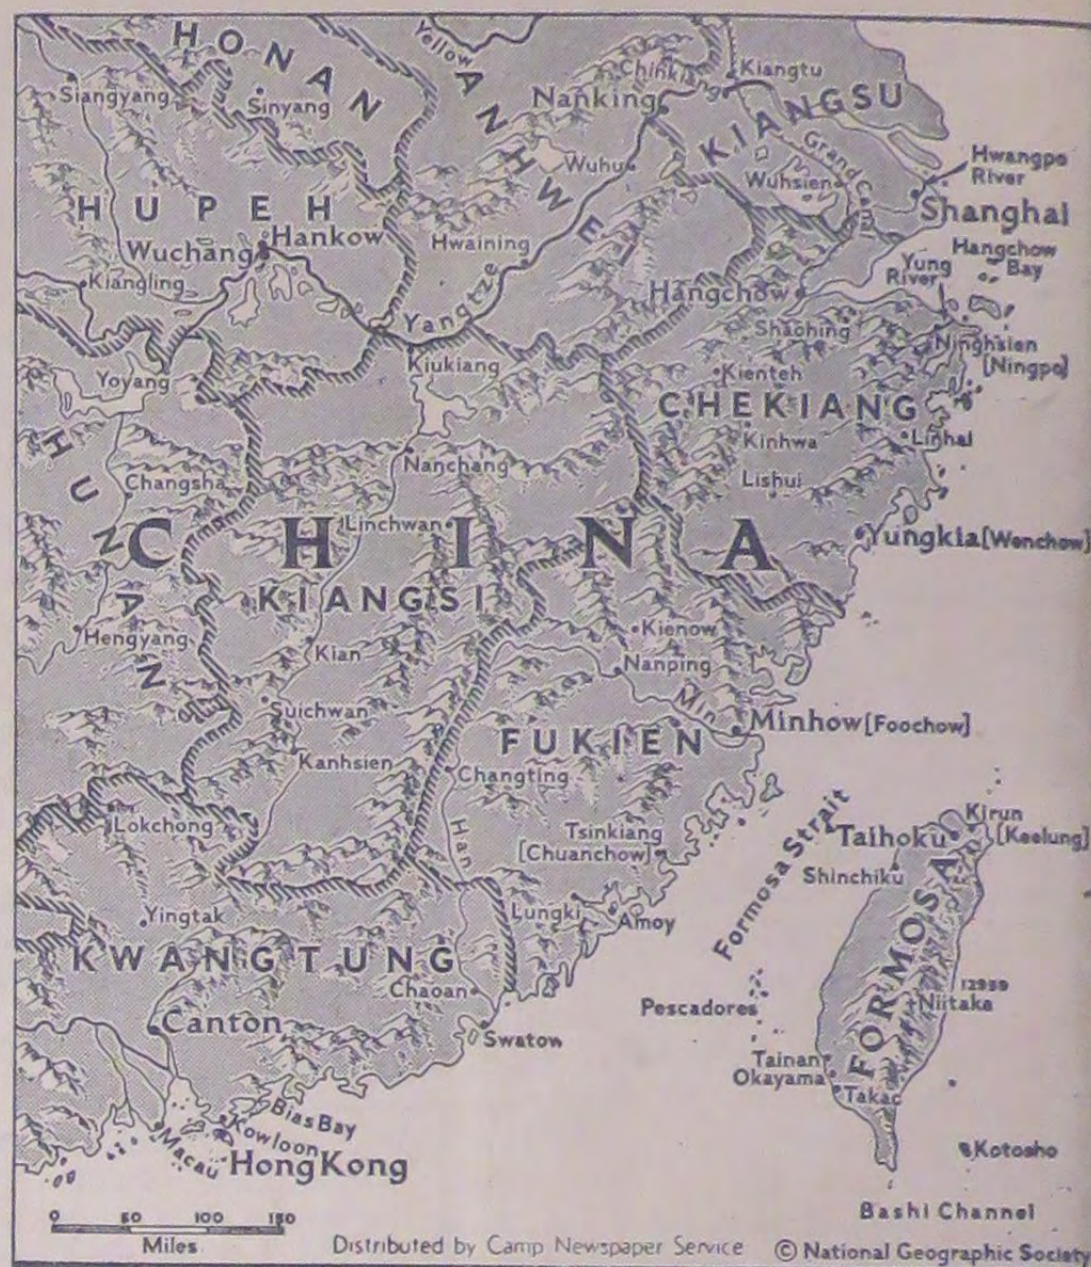 HONAN
Yellow
ANHWEI
Siangyang
Sinyang
Chinkiang
Kiangtu
Nanking
KIANGSU
Grand Canal
Wuhu
Wuhsien
Hwangpo
River
Shanghai
HUPEH
Wuchang
Hankow
Hwaining
Kiangling
Yangtze
Hangchow
Yung
River
Hangchow
Bay
Shaohing
Ninghsien
[Ningpo]
Yoyang
Kiukiang
Kienteh
CHEKIANG
HUNAN
Kinhwa
Linhai
Nanchang
Changsha
Lishui
Linchwan
CHINA
Yungkia [Wenchow]
KIANGSI
Hengyang
Kian
Kienow
Nanping
Min
Suichwan
Minhow [Foochow]
FUKIEN
Kanhsien
Changting
Lokchong
Han
Tsinkiang
[Chuanchow]
Formosa Strait
Taihoku
Kirun
[Keelung]
Shinchiku
FORMOSA
Yingtak
Lungki
Amoy
KWANGTUNG
Chaoan
Pescadores
12959
Niitaka
Canton
Swatow
Tainan
Okayama
Takao
Bias Bay
Kowloon
Macau
Hong Kong
Kotosho
Bashi Channel
0 50 100 150
Miles
Distributed by Camp Newspaper Service
© National Geographic Society